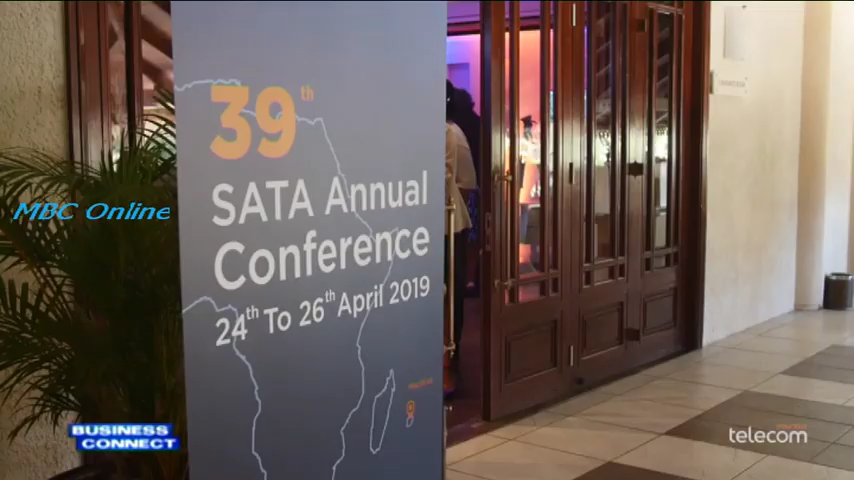 39th
SATA Annual
Conference
24th To 26th April 2019
MBC Online
BUSINESS
CONNECT
telecom